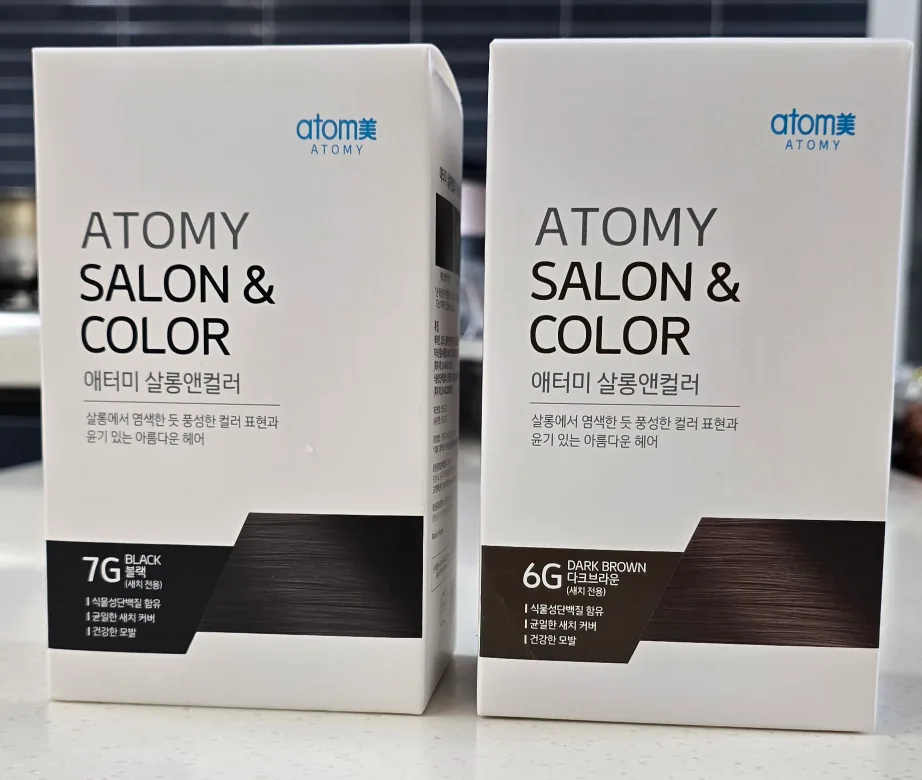 atom美
ATOMY
ATOMY
SALON &
COLOR
애터미 살롱앤컬러
살롱에서 염색한 듯 풍성한 컬러 표현과
윤기 있는 아름다운 헤어
7G BLACK
블랙
(새치 전용)
식물성단백질 함유
균일한 새치 커버
건강한 모발
atom美
ATOMY
ATOMY
SALON &
COLOR
애터미 살롱앤컬러
살롱에서 염색한 듯 풍성한 컬러 표현과
윤기 있는 아름다운 헤어
6G DARK BROWN
다크브라운
(새치 전용)
식물성단백질 함유
균일한 새치 커버
건강한 모발